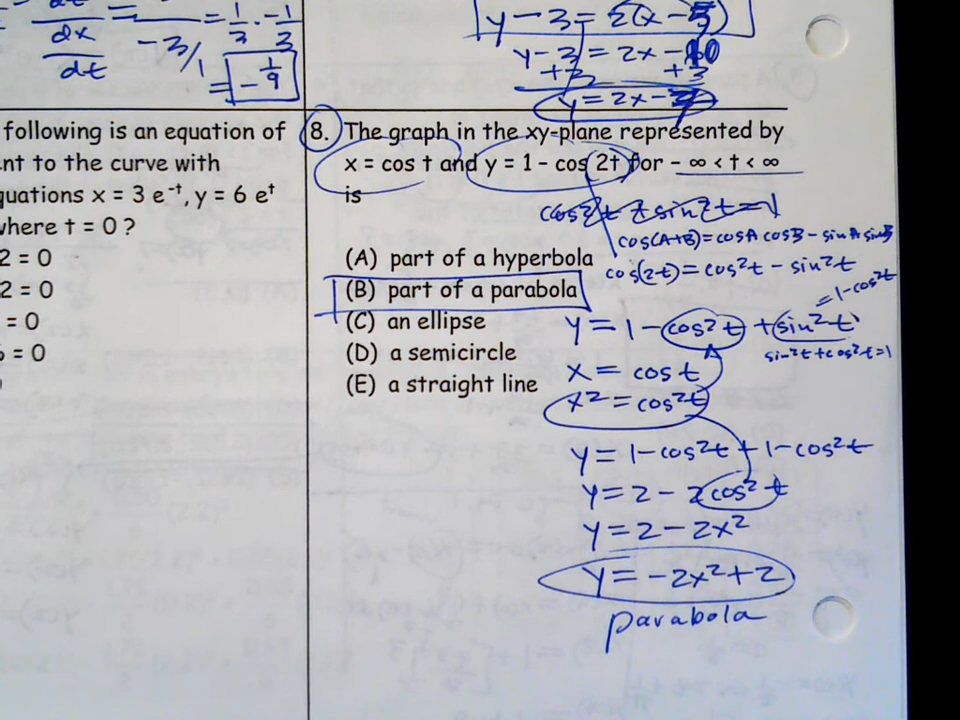 dt
dx/dt = -3/1 = 1/3 · -1/3
= -1/9
y - 3 = 2(x - 5)
y - 3 = 2x - 10
+3 +3
y = 2x - 7
following is an equation of
nt to the curve with
quations x = 3 e⁻ᵗ, y = 6 eᵗ
where t = 0 ?
2 = 0
2 = 0
= 0
= 0
8. The graph in the xy-plane represented by
x = cos t and y = 1 - cos 2t for - ∞ < t < ∞
is
cos²t + sin²t = 1
cos(A+B) = cosA cosB - sinA sinB
(A) part of a hyperbola
cos(2t) = cos²t - sin²t
(B) part of a parabola
= 1-cos²t
(C) an ellipse
y = 1 - cos²t + sin²t
(D) a semicircle
sin²t + cos²t = 1
(E) a straight line
x = cos t
x² = cos²t
y = 1-cos²t + 1-cos²t
y = 2 - 2cos²t
y = 2 - 2x²
y = -2x² + 2
parabola